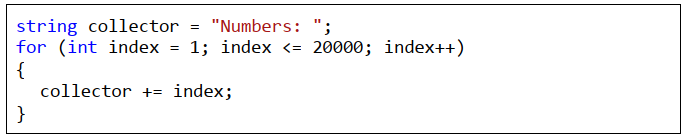 string collector = "Numbers: ";
for (int index = 1; index <= 20000; index++)
{
   collector += index;
}